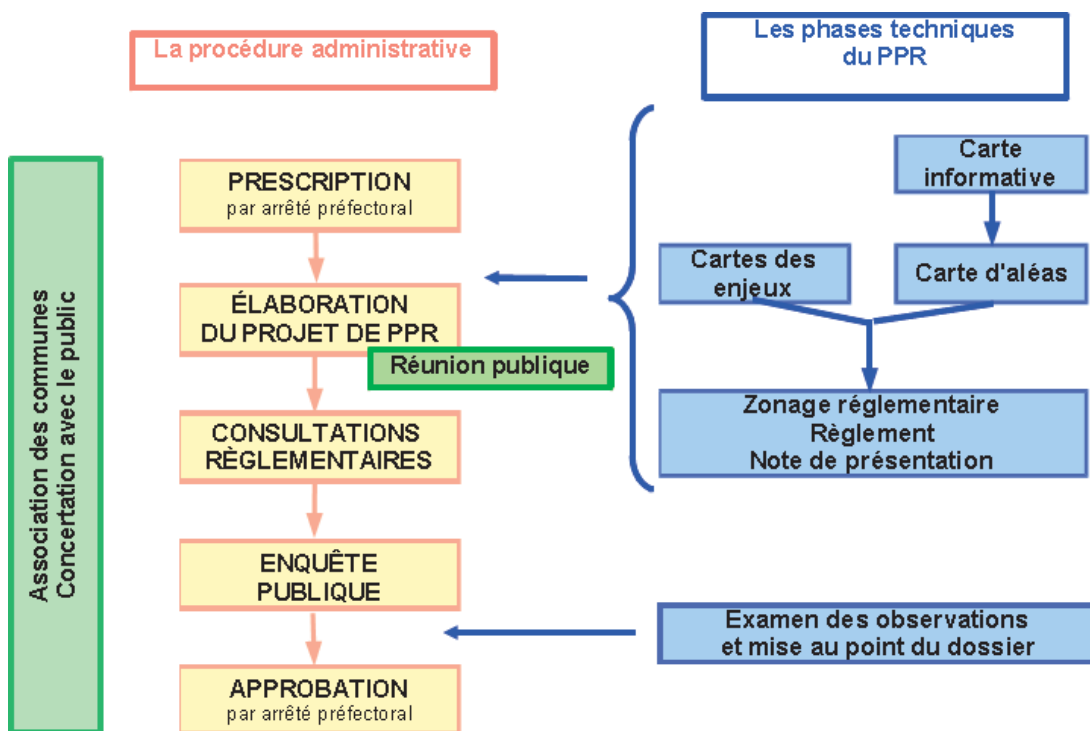 La procédure administrative
Les phases techniques
du PPR
Association des communes
Concertation avec le public
PRESCRIPTION
par arrêté préfectoral
ÉLABORATION
DU PROJET DE PPR
Réunion publique
CONSULTATIONS
RÈGLEMENTAIRES
ENQUÊTE
PUBLIQUE
APPROBATION
par arrêté préfectoral
Carte
informative
Cartes des
enjeux
Carte d'aléas
Zonage réglementaire
Règlement
Note de présentation
Examen des observations
et mise au point du dossier